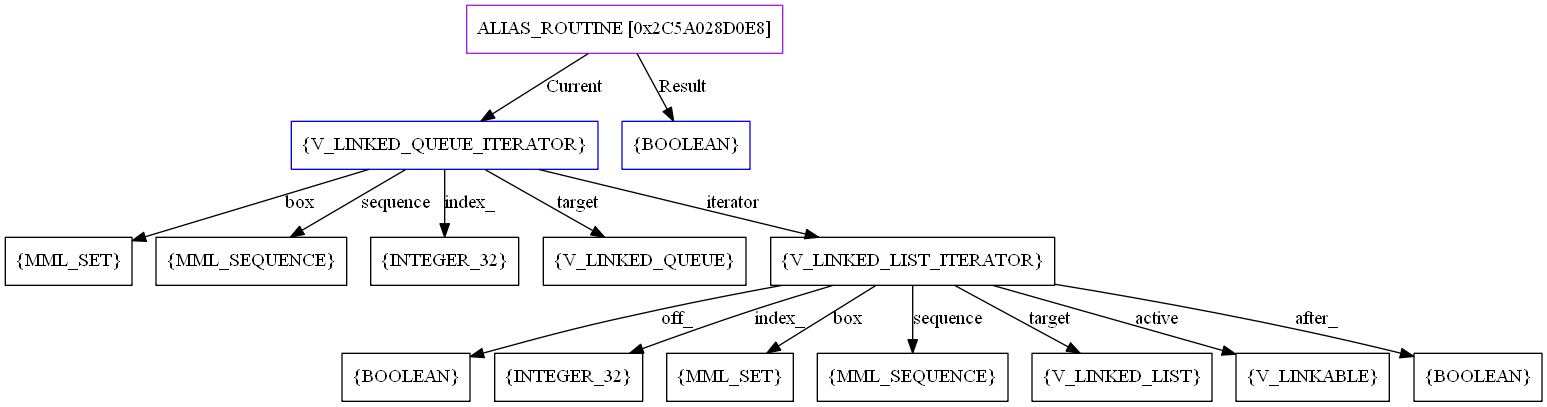 ALIAS_ROUTINE [0x2C5A028D0E8]
Current
Result
{V_LINKED_QUEUE_ITERATOR}
{BOOLEAN}
box
sequence
index_
target
iterator
{MML_SET}
{MML_SEQUENCE}
{INTEGER_32}
{V_LINKED_QUEUE}
{V_LINKED_LIST_ITERATOR}
off_
index_
box
sequence
target
active
after_
{BOOLEAN}
{INTEGER_32}
{MML_SET}
{MML_SEQUENCE}
{V_LINKED_LIST}
{V_LINKABLE}
{BOOLEAN}